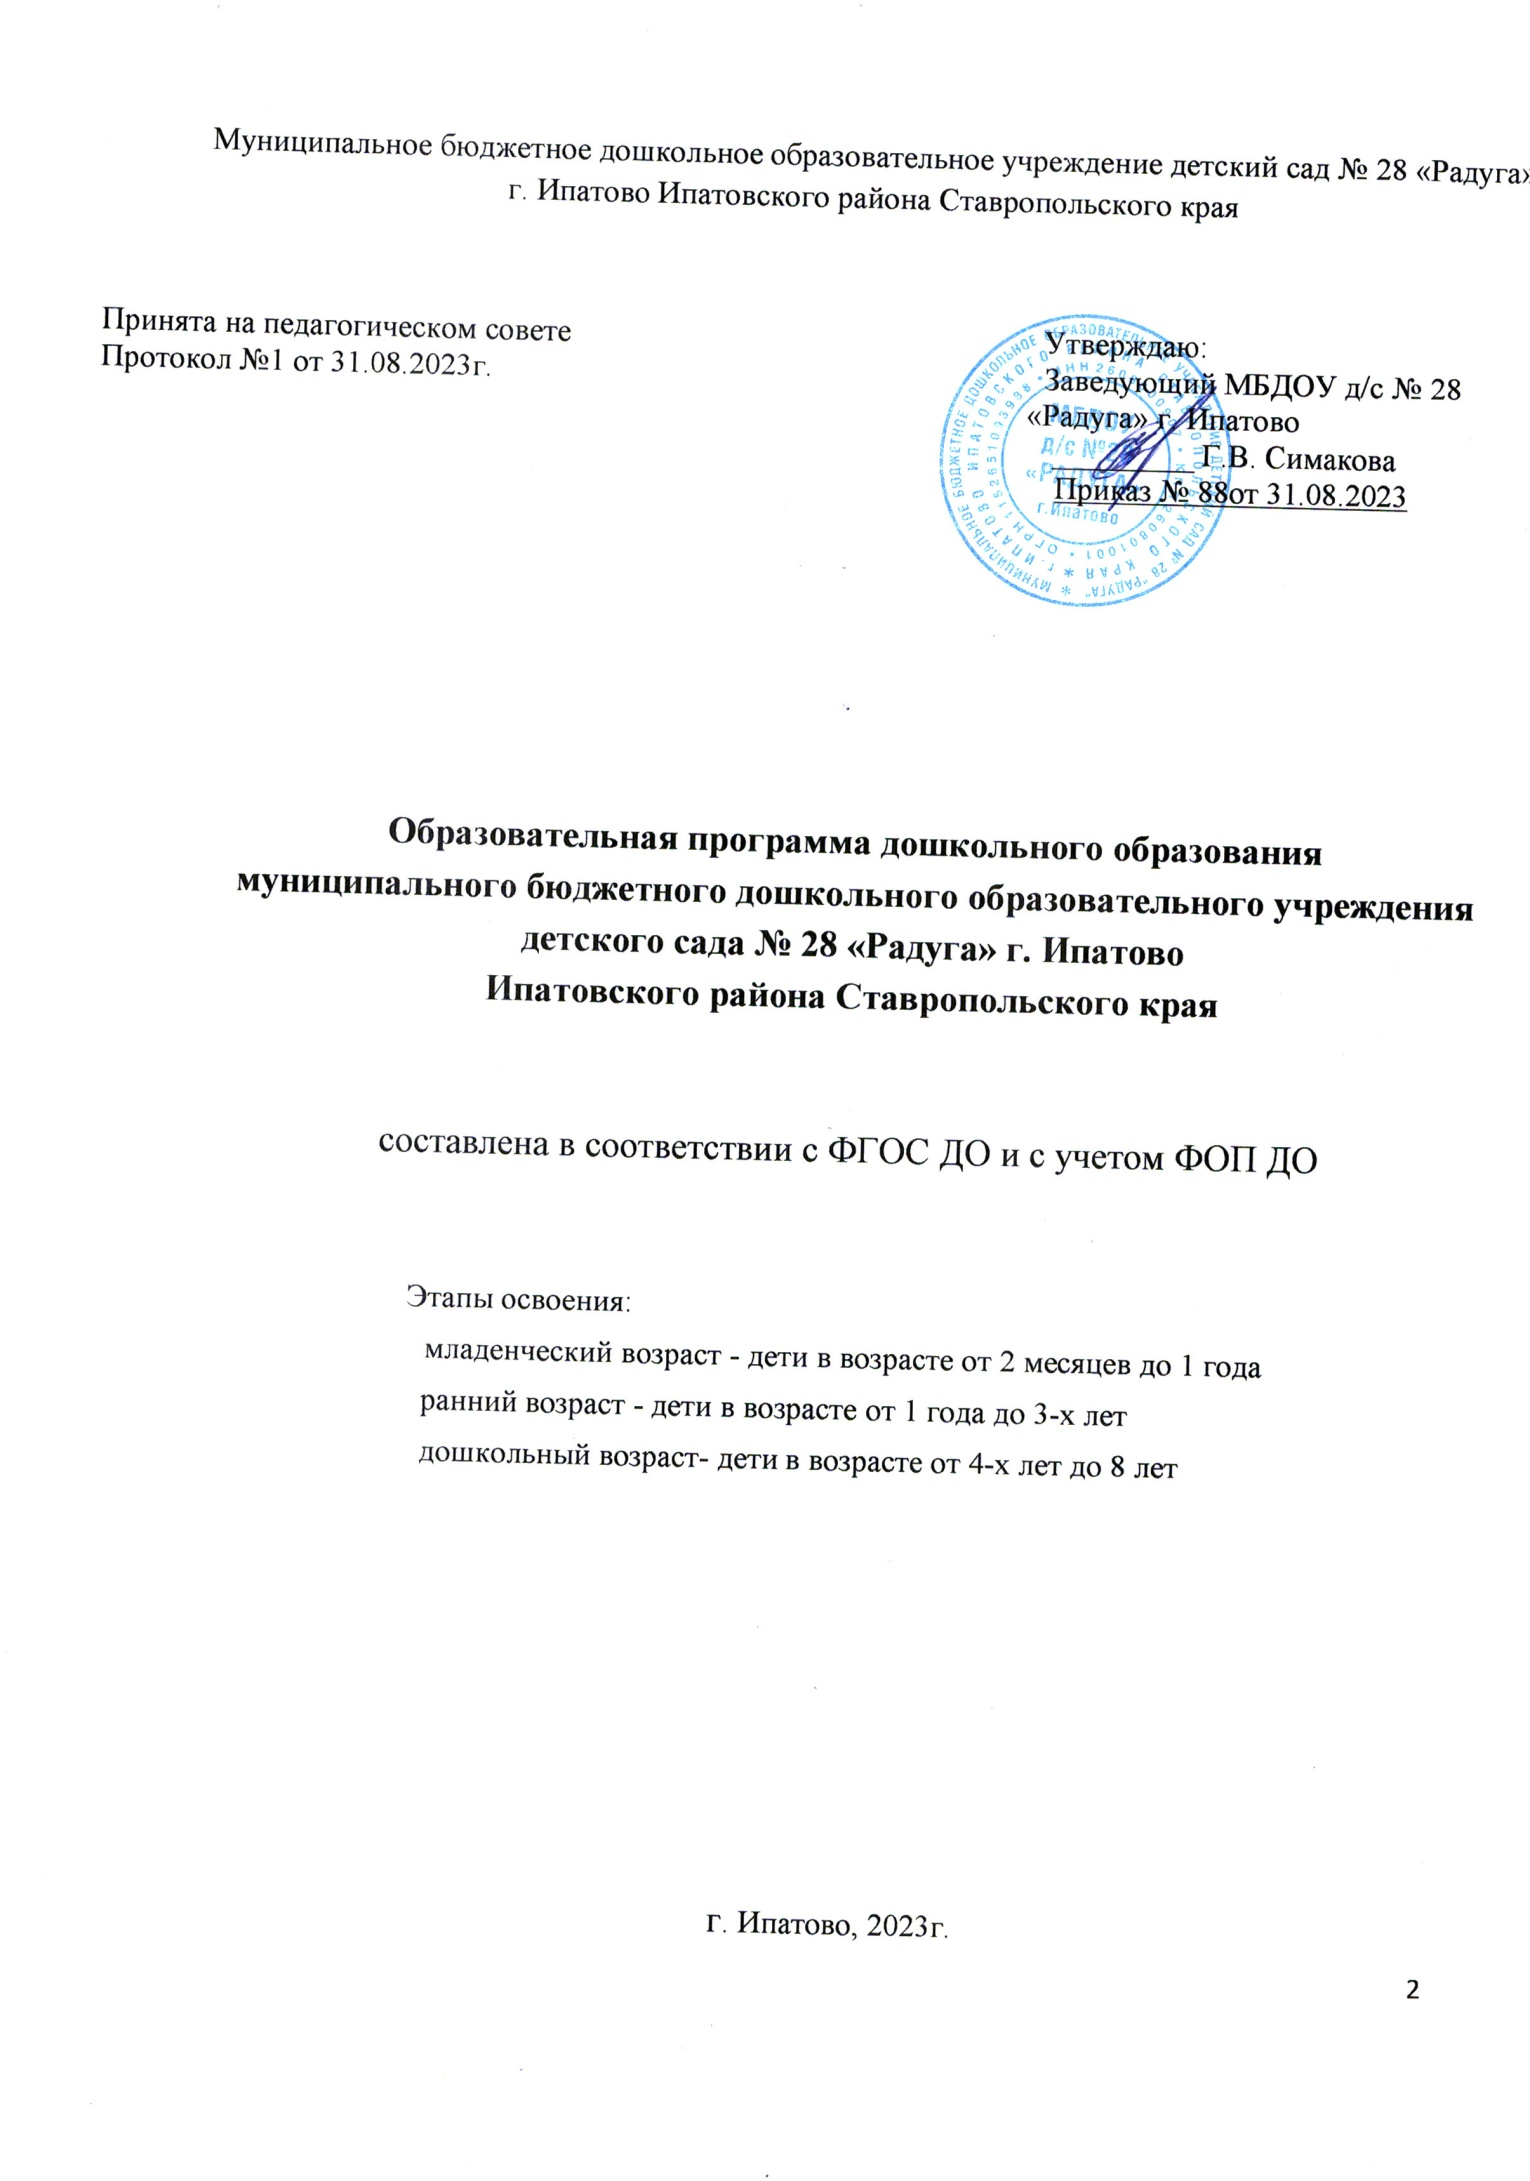 Муниципальное бюджетное дошкольное образовательное учреждение детский сад № 28 «Радуга»
г. Ипатово Ипатовского района Ставропольского края
Принята на педагогическом совете
Протокол №1 от 31.08.2023г.
Утверждаю:
Заведующий МБДОУ д/с № 28
«Радуга» г. Ипатово
Г.В. Симакова
Приказ № 88от 31.08.2023
МБДОУ
д/с №28
«РАДУГА»
г.Ипатово
Образовательная программа дошкольного образования
муниципального бюджетного дошкольного образовательного учреждения
детского сада № 28 «Радуга» г. Ипатово
Ипатовского района Ставропольского края
составлена в соответствии с ФГОС ДО и с учетом ФОП ДО
Этапы освоения:
младенческий возраст - дети в возрасте от 2 месяцев до 1 года
ранний возраст - дети в возрасте от 1 года до 3-х лет
дошкольный возраст- дети в возрасте от 4-х лет до 8 лет
г. Ипатово, 2023г.
2